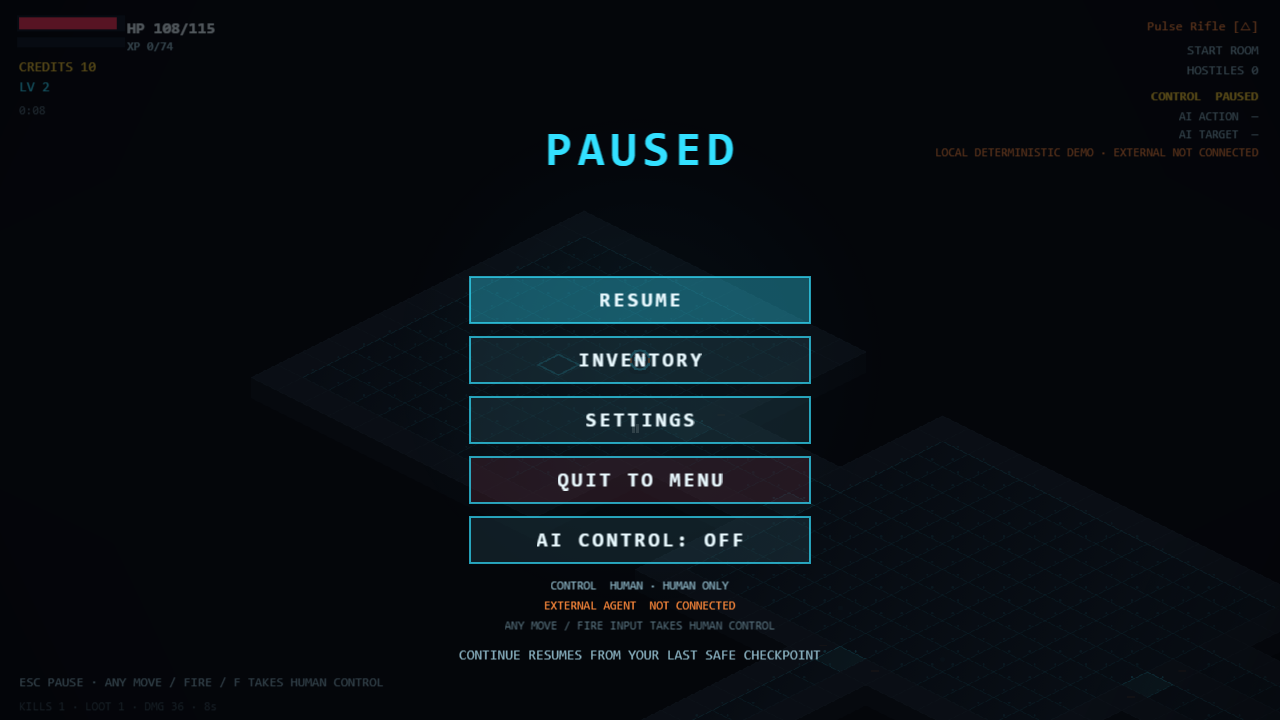 HP 108/115
XP 0/74
CREDITS 10
LV 2
0:08
Pulse Rifle [△]
START ROOM
HOSTILES 0
CONTROL PAUSED
AI ACTION —
AI TARGET —
LOCAL DETERMINISTIC DEMO · EXTERNAL NOT CONNECTED
PAUSED
RESUME
INVENTORY
SETTINGS
QUIT TO MENU
AI CONTROL: OFF
CONTROL HUMAN · HUMAN ONLY
EXTERNAL AGENT NOT CONNECTED
ANY MOVE / FIRE INPUT TAKES HUMAN CONTROL
CONTINUE RESUMES FROM YOUR LAST SAFE CHECKPOINT
ESC PAUSE · ANY MOVE / FIRE / F TAKES HUMAN CONTROL
KILLS 1 · LOOT 1 · DMG 36 · 8s